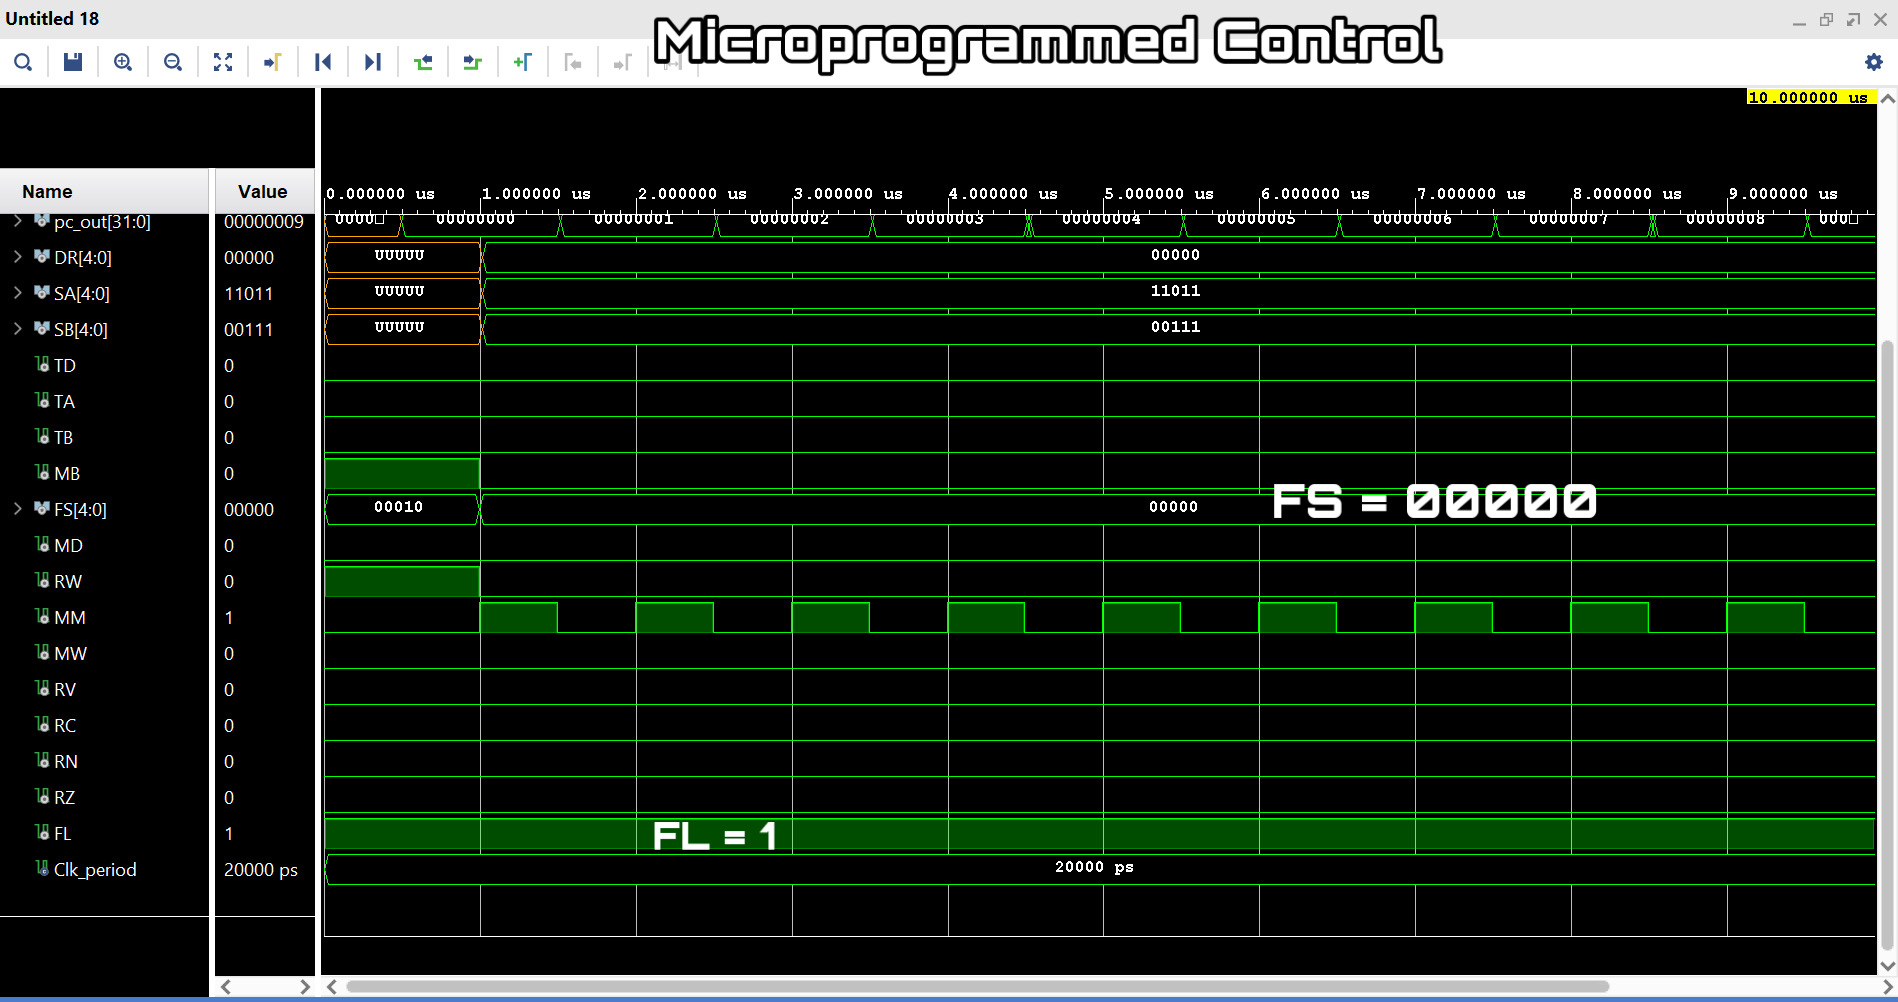 Untitled 18
Microprogrammed Control
10.000000 us
Name Value
0.000000 us 1.000000 us 2.000000 us 3.000000 us 4.000000 us 5.000000 us 6.000000 us 7.000000 us 8.000000 us 9.000000 us
pc_out[31:0] 00000009 00000000 00000001 00000002 00000003 00000004 00000005 00000006 00000007 00000008
DR[4:0] 00000 UUUUU 00000
SA[4:0] 11011 UUUUU 11011
SB[4:0] 00111 UUUUU 00111
TD 0
TA 0
TB 0
MB 0
FS[4:0] 00000 00010 00000 FS = 00000
MD 0
RW 0
MM 1
MW 0
RV 0
RC 0
RN 0
RZ 0
FL 1 FL = 1
Clk_period 20000 ps 20000 ps